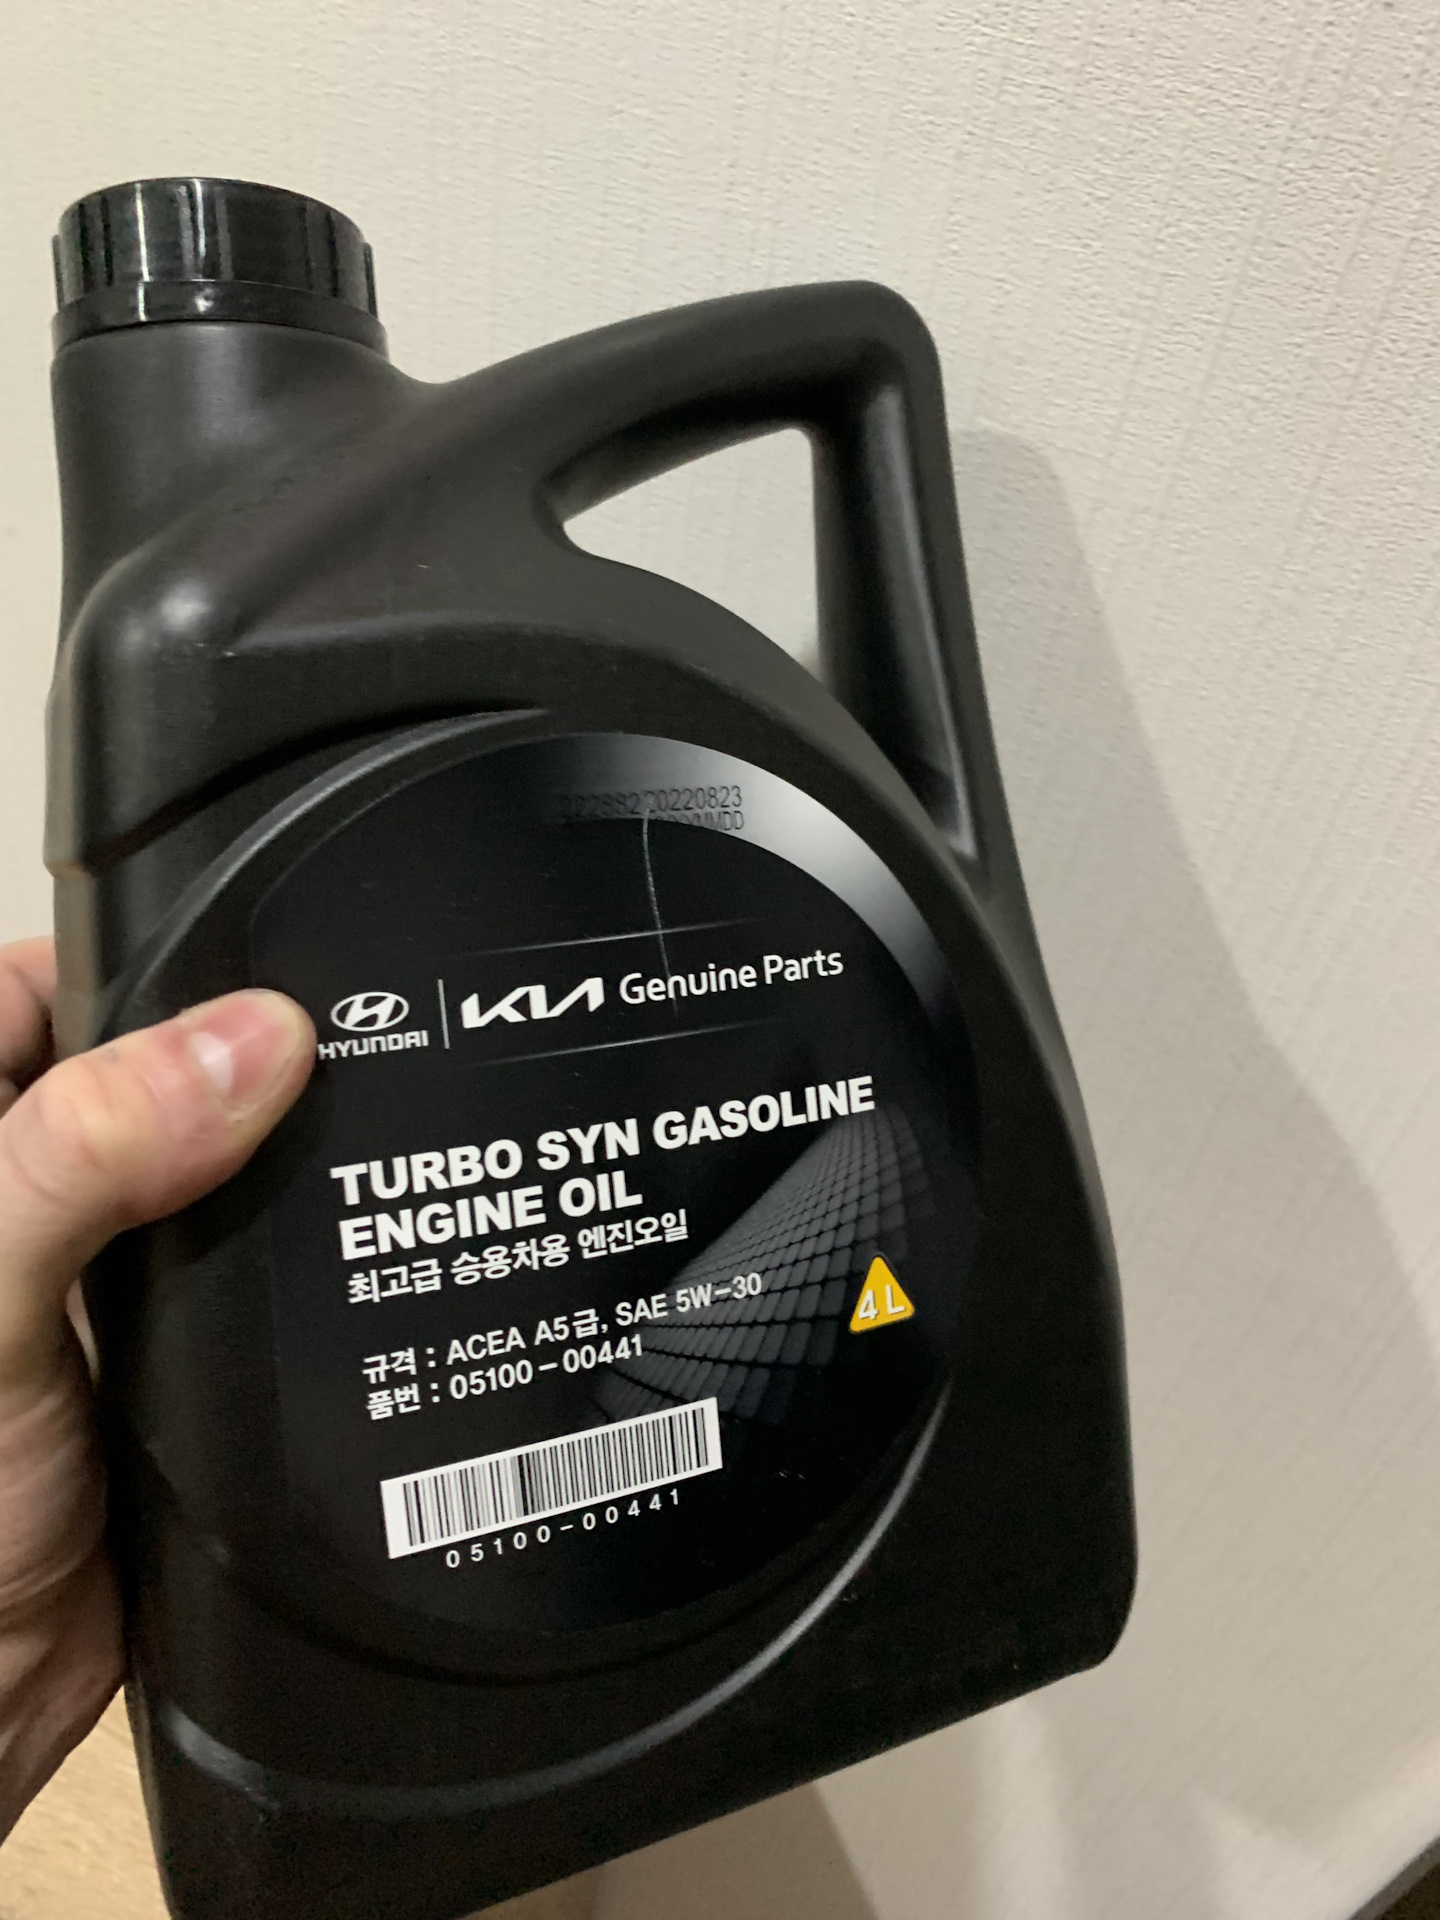 20220823
HYUNDAI KIA Genuine Parts
TURBO SYN GASOLINE
ENGINE OIL
최고급 승용차용 엔진오일
규격 : ACEA A5급, SAE 5W-30
품번 : 05100-00441
4 L
05100-00441